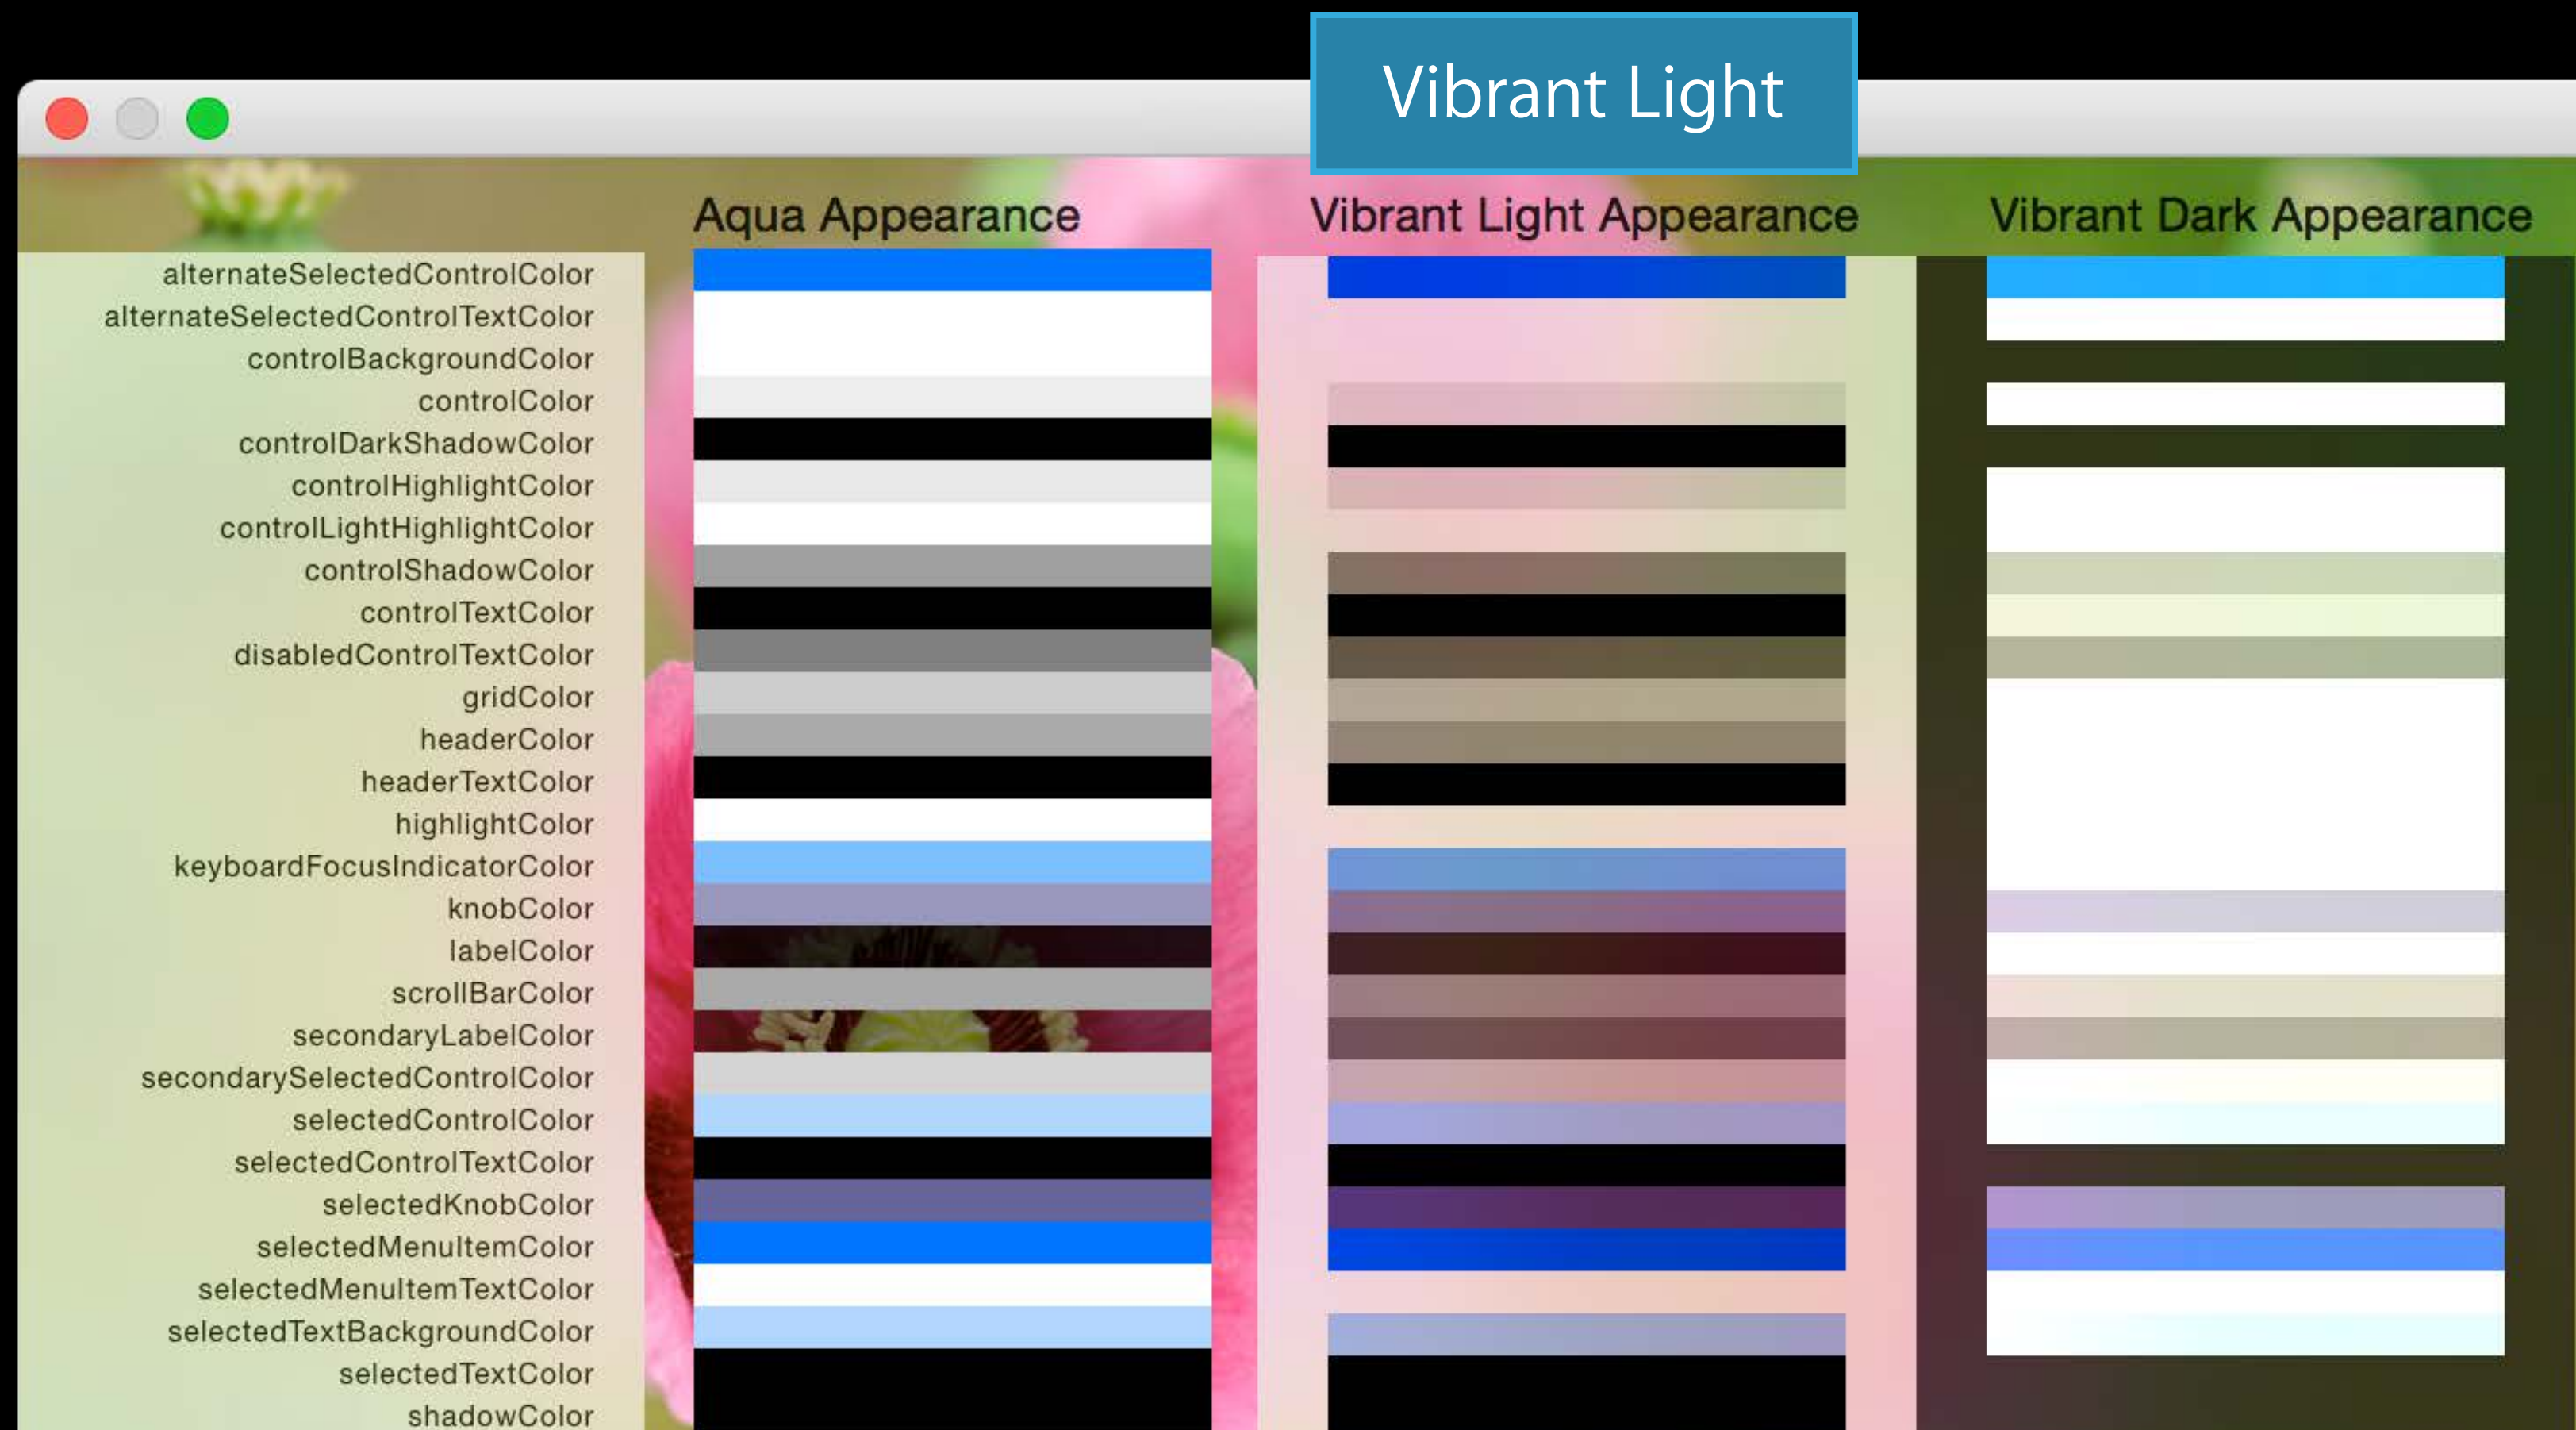 Vibrant Light
Aqua Appearance
Vibrant Light Appearance
Vibrant Dark Appearance
alternateSelectedControlColor
alternateSelectedControlTextColor
controlBackgroundColor
controlColor
controlDarkShadowColor
controlHighlightColor
controlLightHighlightColor
controlShadowColor
controlTextColor
disabledControlTextColor
gridColor
headerColor
headerTextColor
highlightColor
keyboardFocusIndicatorColor
knobColor
labelColor
scrollBarColor
secondaryLabelColor
secondarySelectedControlColor
selectedControlColor
selectedControlTextColor
selectedKnobColor
selectedMenuItemColor
selectedMenuItemTextColor
selectedTextBackgroundColor
selectedTextColor
shadowColor